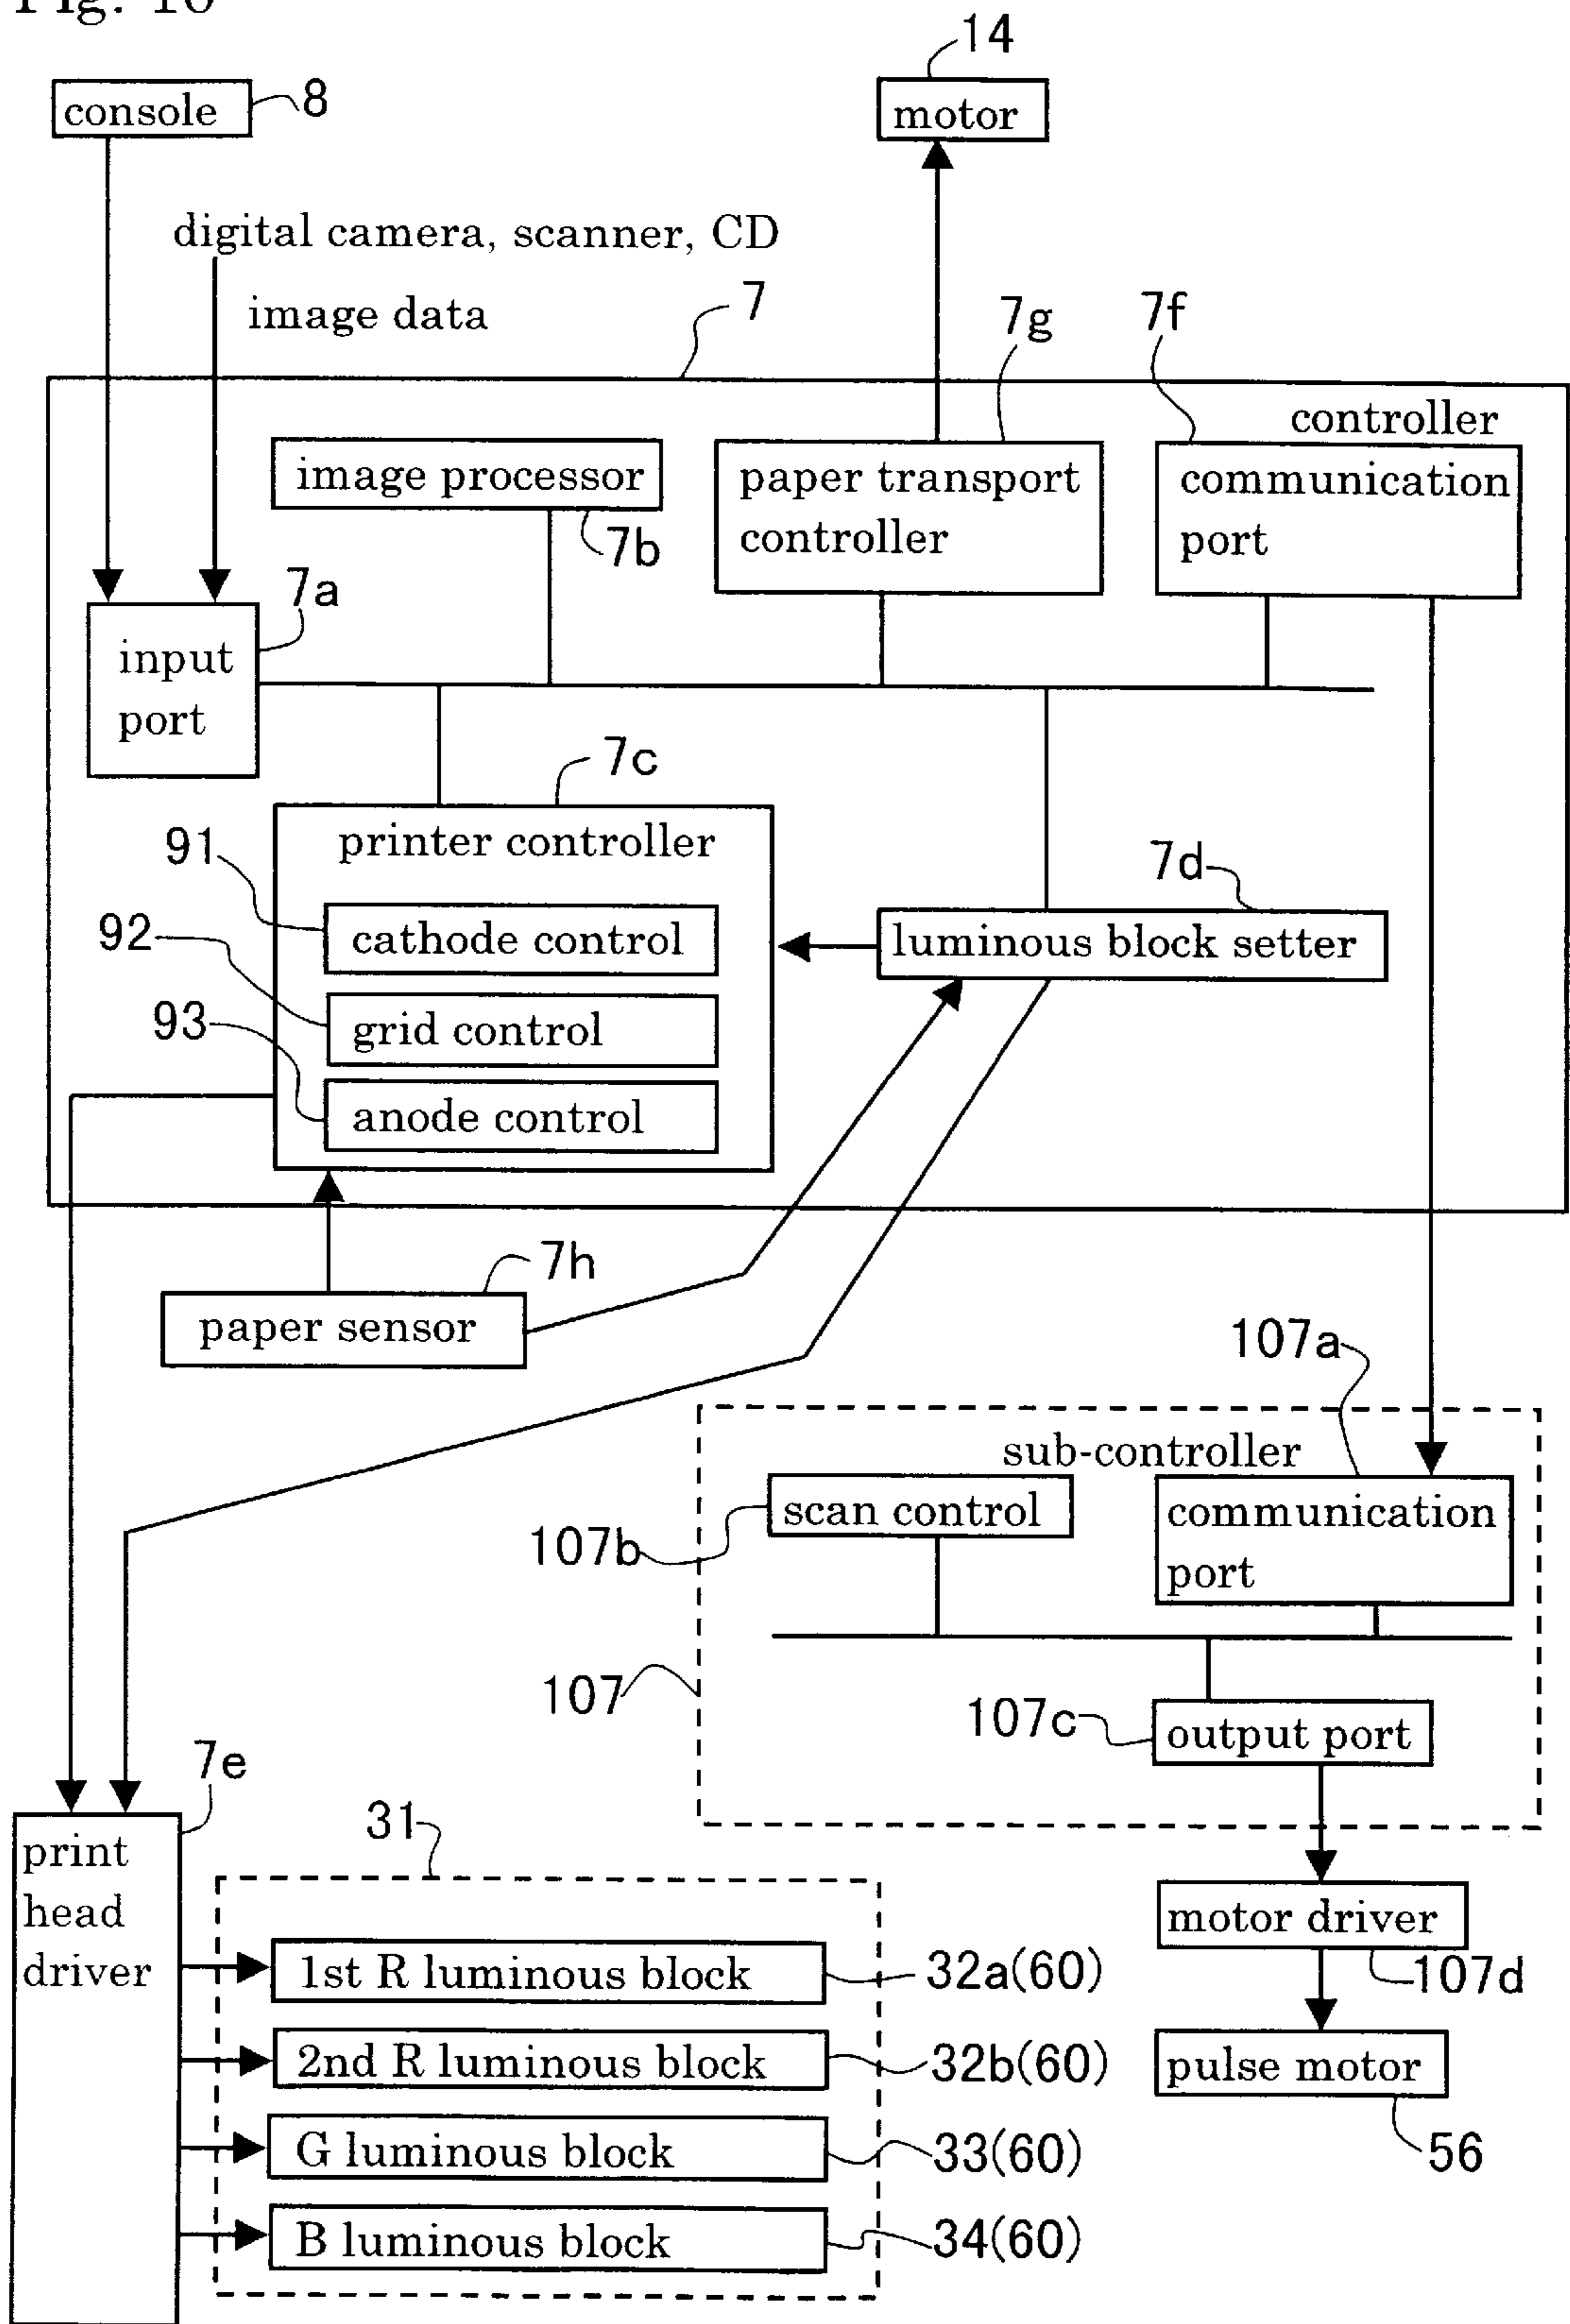 14
console
8
motor
digital camera, scanner, CD
image data
7
7g
7f
controller
image processor
paper transport
controller
communication
port
7b
7a
input
port
7c
printer controller
91
cathode control
92
grid control
93
anode control
7d
luminous block setter
7h
paper sensor
107a
sub-controller
scan control
107b
communication
port
107
107c
output port
7e
print
head
driver
31
motor driver
107d
1st R luminous block
32a(60)
2nd R luminous block
32b(60)
pulse motor
56
G luminous block
33(60)
B luminous block
34(60)